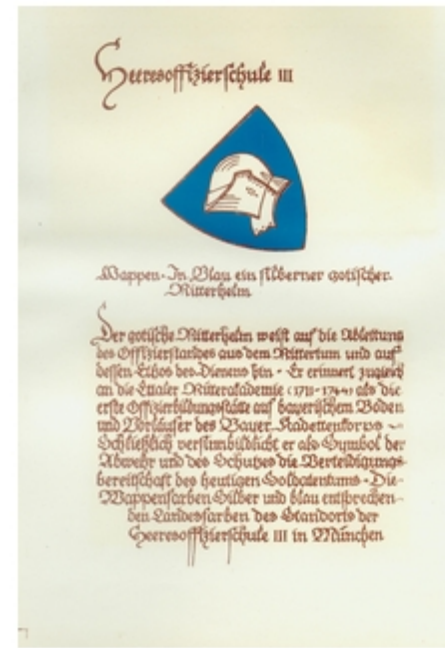 Heeresoffizierschule III
Wappen - In Blau ein silberner gotischer
Ritterhelm
Der gotische Ritterhelm weist auf die Ableitung
des Offizierstandes aus dem Rittertum und auf
dessen Ethos des Dienens hin - Er erinnert zugleich
an die Ettaler Ritterakademie (1711-1744) als die
erste Offizierbildungsstätte auf bayerischem Boden
und Vorläufer des Bayer. Kadettenkorps -
Schließlich versinnbildlicht er als Symbol der
Abwehr und des Schutzes die Verteidigungs-
bereitschaft des heutigen Soldatentums - Die
Wappenfarben Silber und blau entsprechen
den Landesfarben des Standorts der
Heeresoffizierschule III in München